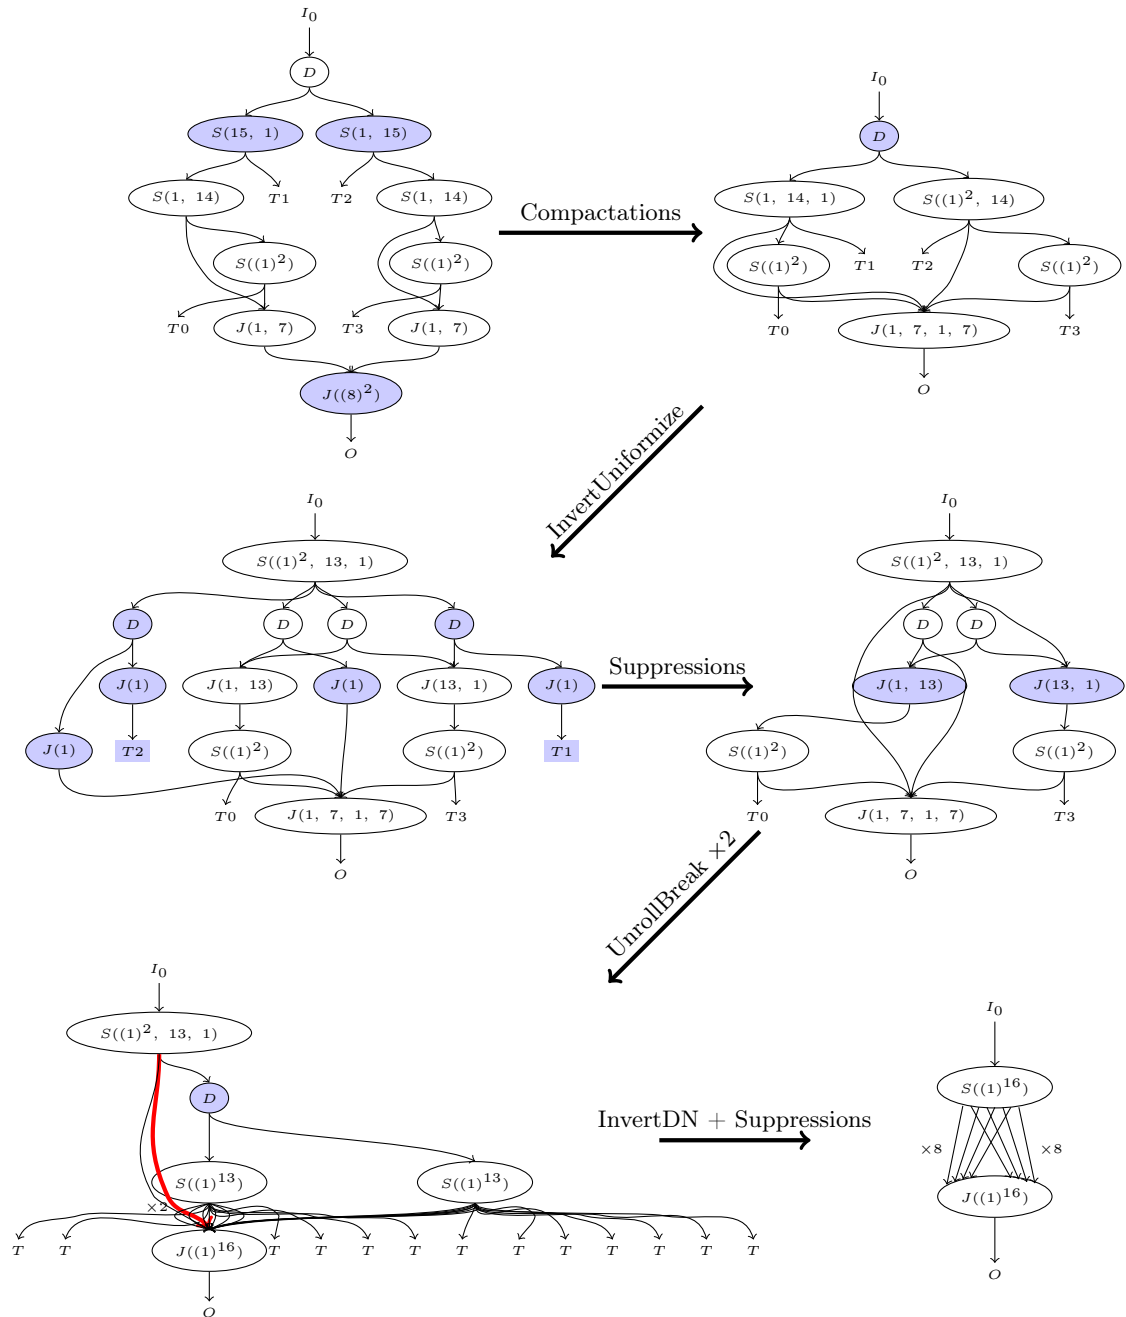 I₀
D
S(15, 1) S(1, 15)
S(1, 14) T1 T2 S(1, 14)
S((1)²) S((1)²)
T0 J(1, 7) T3 J(1, 7)
J((8)²)
O
Compactations
I₀
D
S(1, 14, 1) S((1)², 14)
S((1)²) T1 T2 S((1)²)
T0 J(1, 7, 1, 7) T3
O
InvertUniformize
I₀
S((1)², 13, 1)
D D D D
J(1) J(1, 13) J(1) J(13, 1) J(1)
J(1) T2 S((1)²) S((1)²) T1
T0 J(1, 7, 1, 7) T3
O
Suppressions
I₀
S((1)², 13, 1)
D D
J(1, 13) J(13, 1)
S((1)²) S((1)²)
T0 J(1, 7, 1, 7) T3
O
UnrollBreak ×2
I₀
S((1)², 13, 1)
D
S((1)¹³) S((1)¹³)
×2
T T J((1)¹⁶) T T T T T T T T T T T
O
InvertDN + Suppressions
I₀
S((1)¹⁶)
×8 ×8
J((1)¹⁶)
O